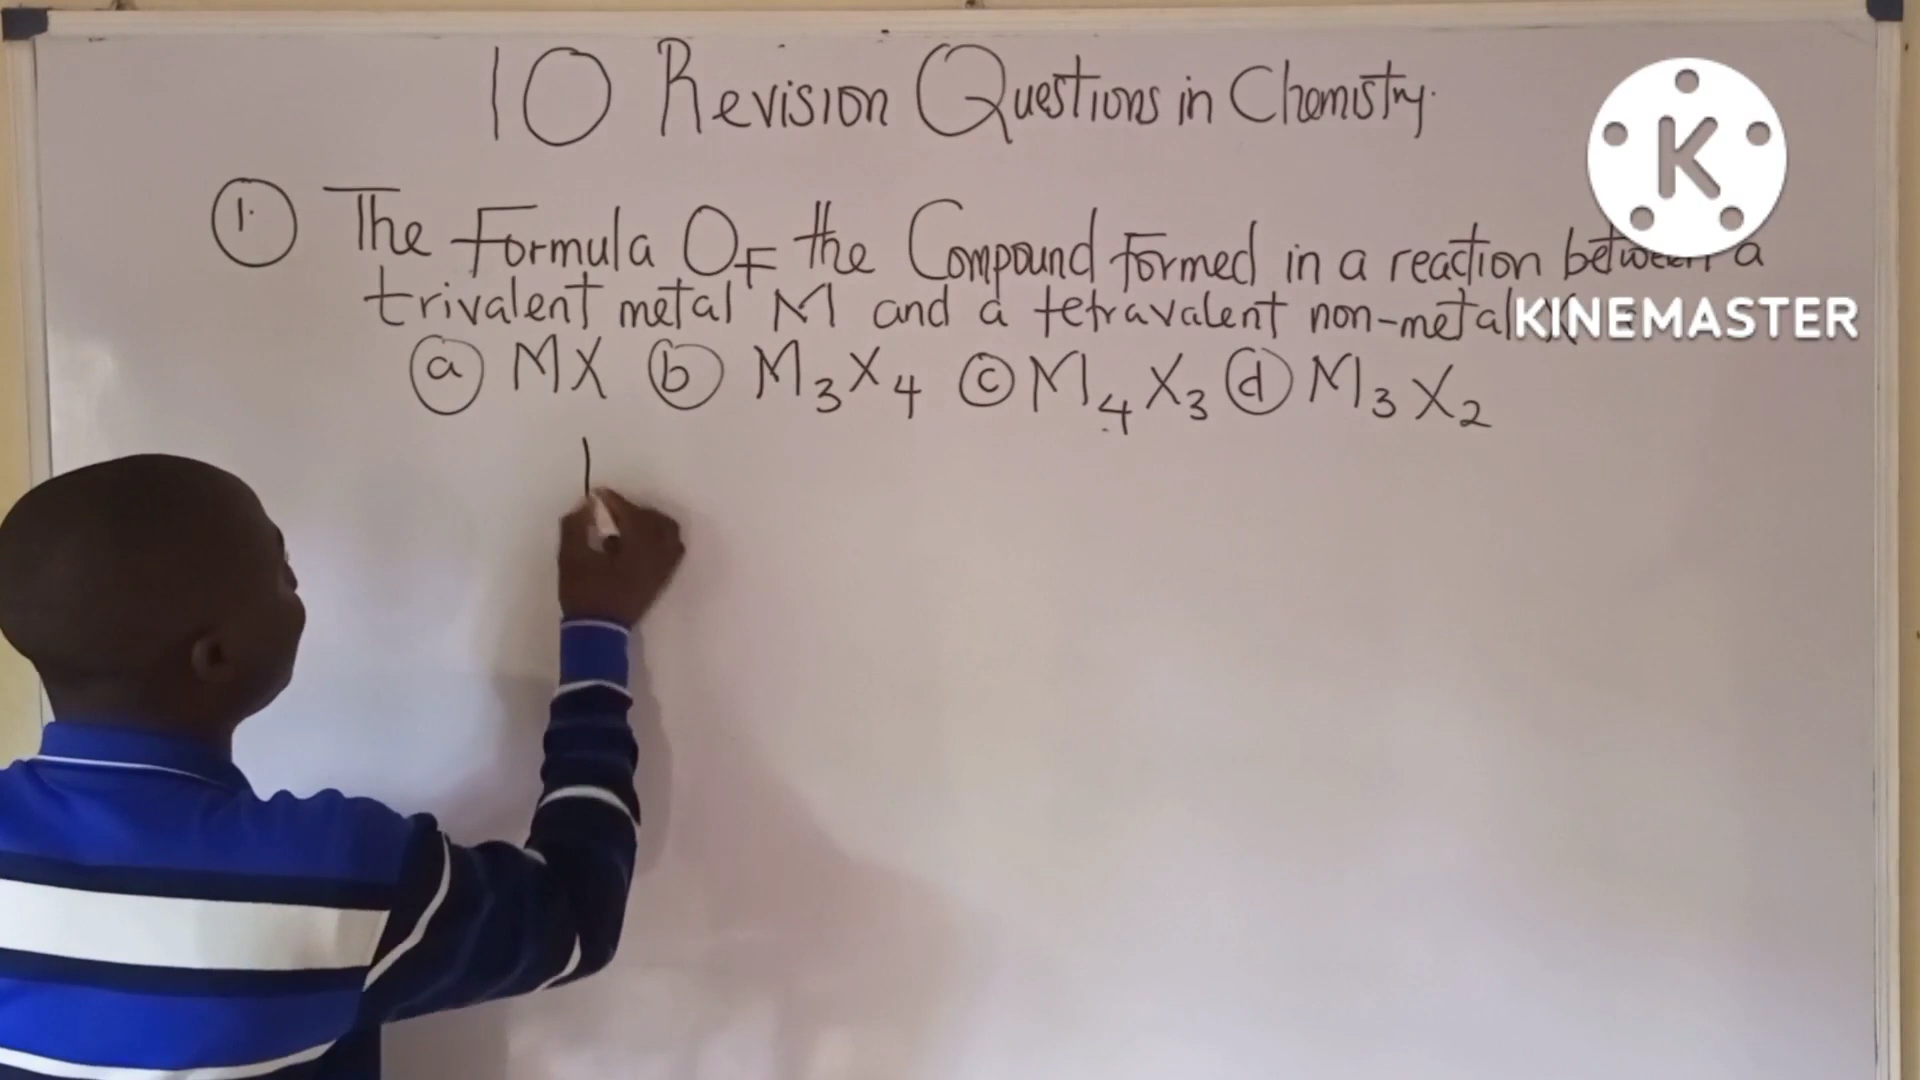 10 Revision Questions in Chemistry.
K
1. The Formula OF the Compound formed in a reaction between a
trivalent metal M and a tetravalent non-metal X
KINEMASTER
a MX b M₃X₄ c M₄X₃ d M₃X₂